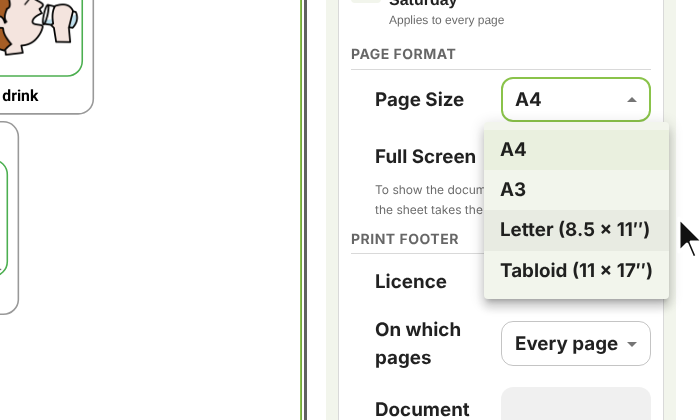 drink
Saturday
Applies to every page
PAGE FORMAT
Page Size
A4
A4
A3
Letter (8.5 × 11″)
Tabloid (11 × 17″)
Full Screen
To show the docum
the sheet takes the
PRINT FOOTER
Licence
On which
pages
Every page
Document